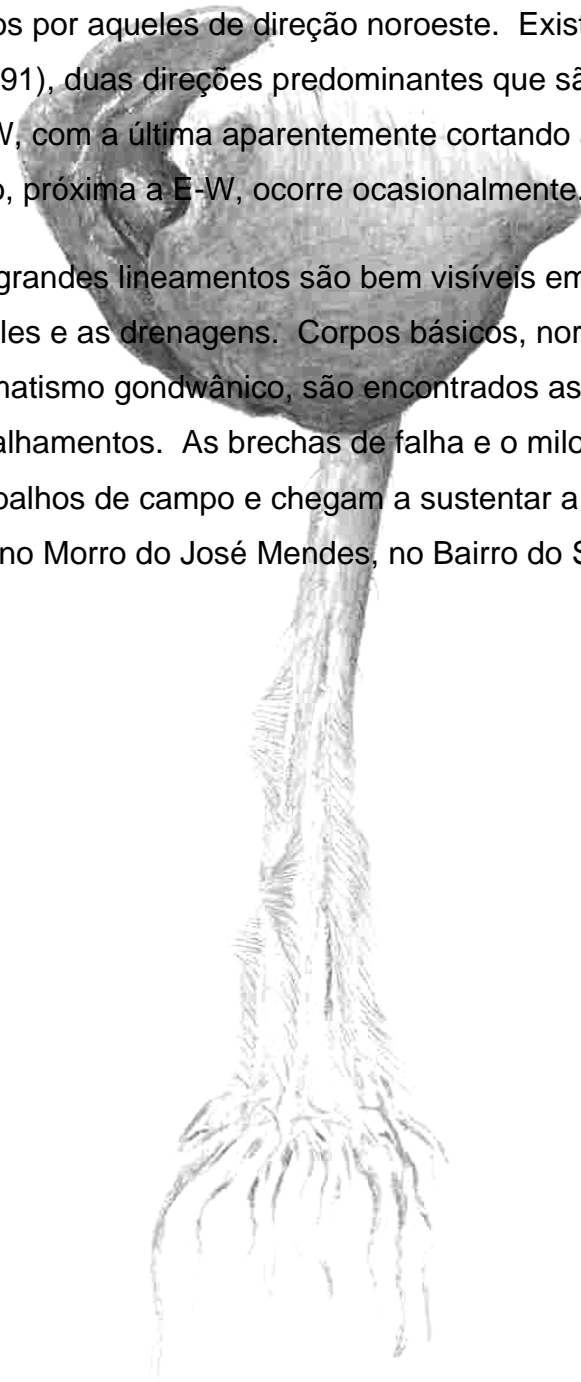 os por aqueles de direção noroeste.  Exist
91), duas direções predominantes que sã
W, com a última aparentemente cortando
o, próxima a E-W, ocorre ocasionalmente.
grandes lineamentos são bem visíveis em
les e as drenagens.  Corpos básicos, nor
matismo gondwânico, são encontrados as
alhamentos.  As brechas de falha e o milo
balhos de campo e chegam a sustentar a
no Morro do José Mendes, no Bairro do S